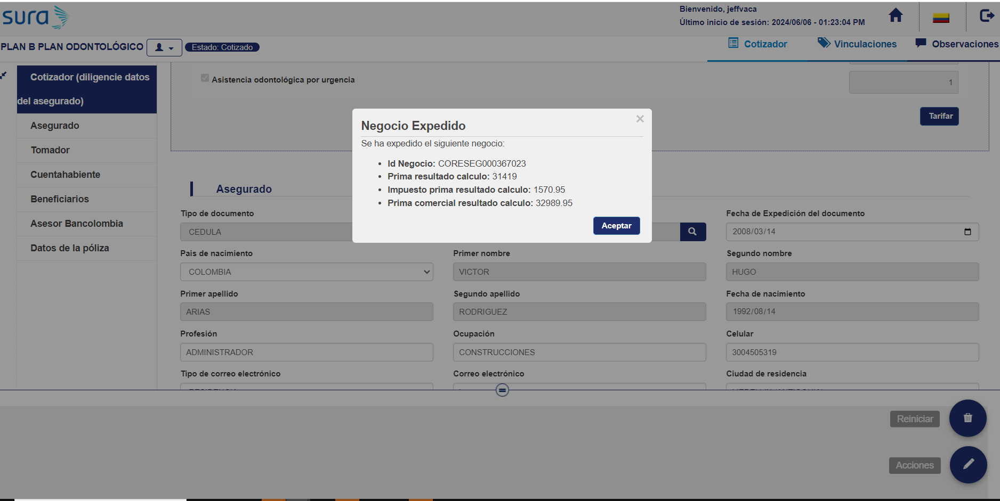 sura
Bienvenido, jeffvaca
Último inicio de sesión: 2024/06/06 - 01:23:04 PM
PLAN B PLAN ODONTOLÓGICO
Estado: Cotizado
Cotizador
Vinculaciones
Observaciones
Cotizador (diligencie datos
del asegurado)
Asegurado
Tomador
Cuentahabiente
Beneficiarios
Asesor Bancolombia
Datos de la póliza
Asistencia odontológica por urgencia
1
Tarifar
Negocio Expedido
×
Se ha expedido el siguiente negocio:
• Id Negocio: CORESEG000367023
• Prima resultado calculo: 31419
• Impuesto prima resultado calculo: 1570.95
• Prima comercial resultado calculo: 32989.95
Aceptar
Asegurado
Tipo de documento
Fecha de Expedición del documento
CEDULA
2008/03/14
Pais de nacimiento
Primer nombre
Segundo nombre
COLOMBIA
VICTOR
HUGO
Primer apellido
Segundo apellido
Fecha de nacimiento
ARIAS
RODRIGUEZ
1992/08/14
Profesión
Ocupación
Celular
ADMINISTRADOR
CONSTRUCCIONES
3004505319
Tipo de correo electrónico
Correo electrónico
Ciudad de residencia
Reiniciar
Acciones